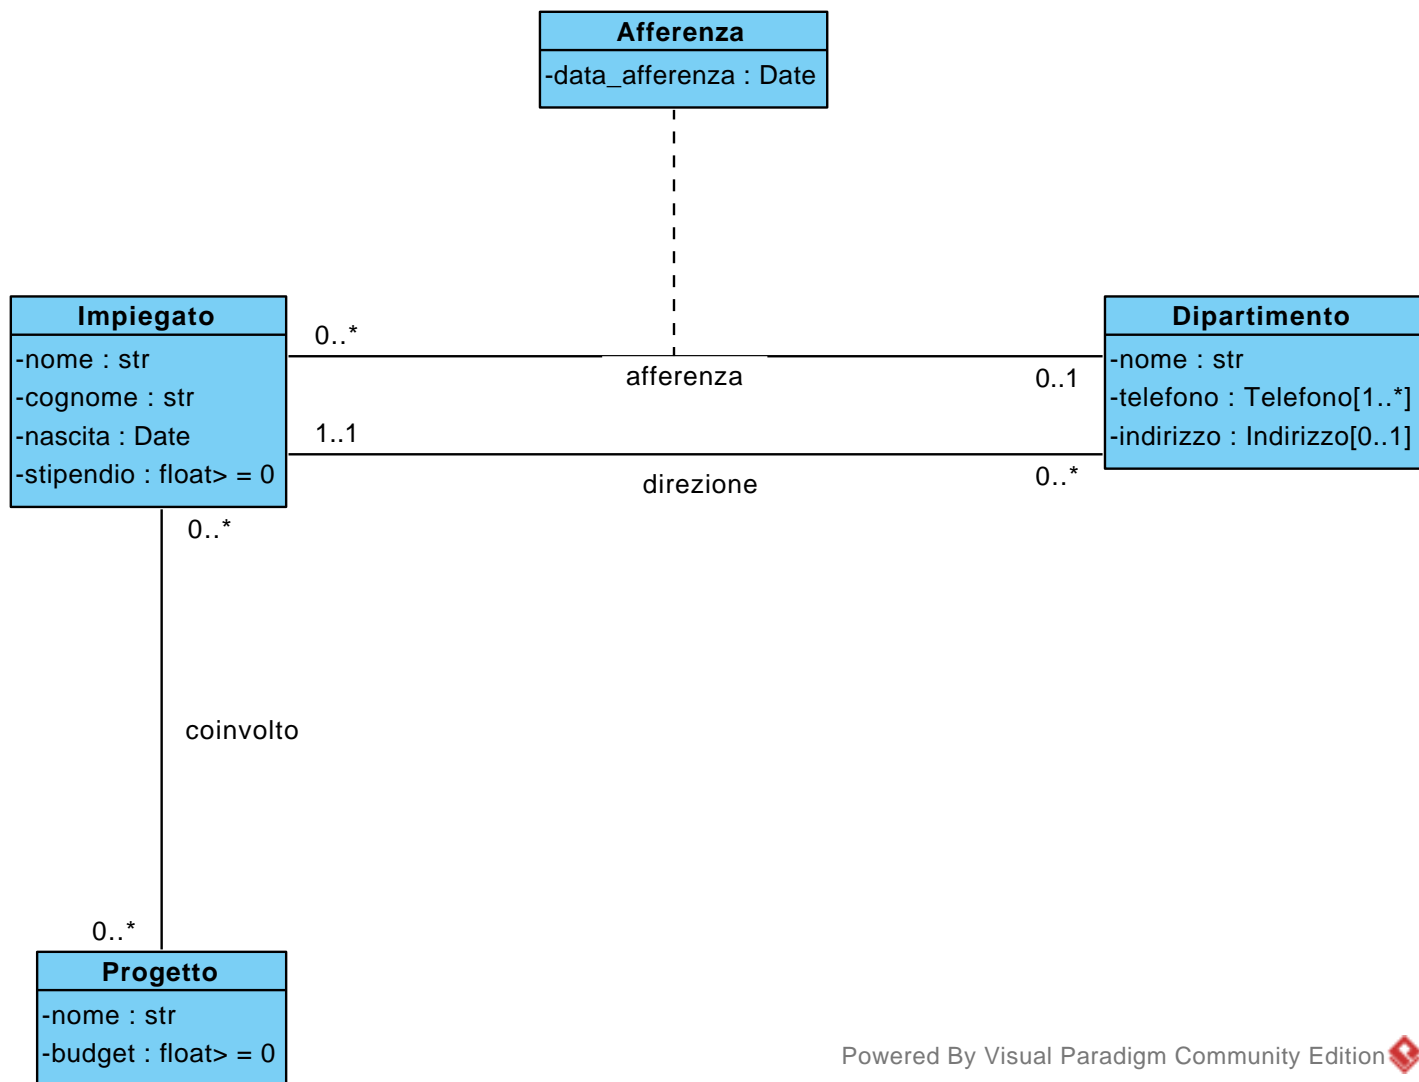 Afferenza
-data_afferenza : Date
Impiegato
-nome : str
-cognome : str
-nascita : Date
-stipendio : float> = 0
0..*
afferenza
0..1
1..1
direzione
0..*
Dipartimento
-nome : str
-telefono : Telefono[1..*]
-indirizzo : Indirizzo[0..1]
0..*
coinvolto
0..*
Progetto
-nome : str
-budget : float> = 0
Powered By Visual Paradigm Community Edition